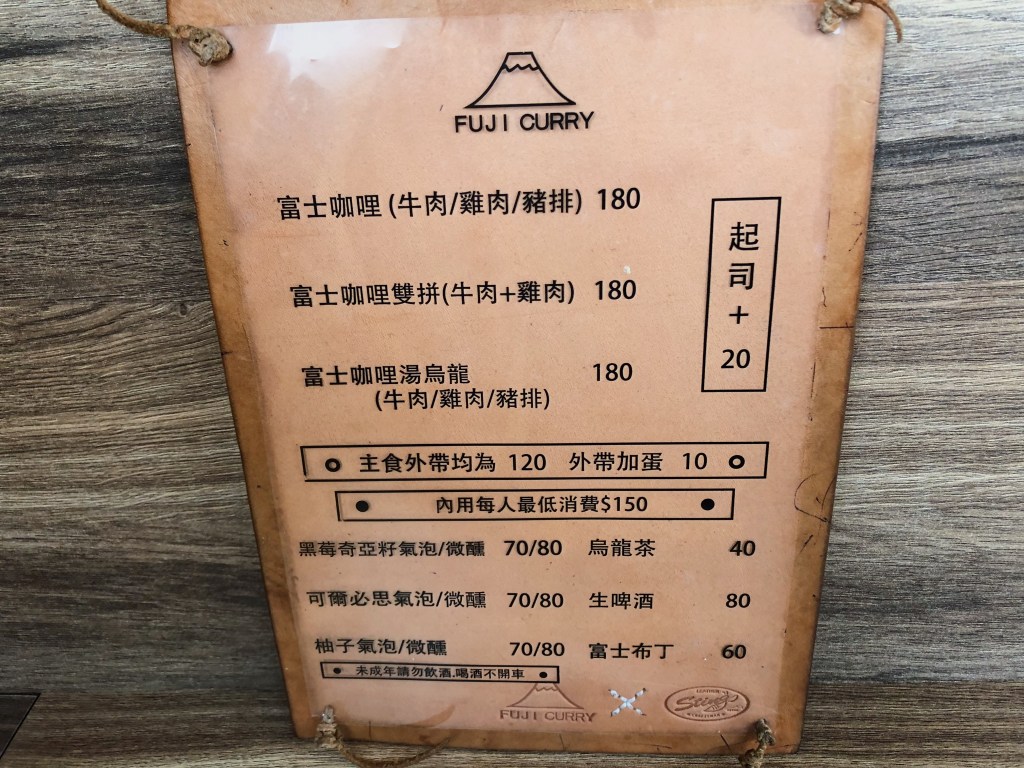 FUJI CURRY
富士咖哩 (牛肉/雞肉/豬排) 180
富士咖哩雙拼(牛肉+雞肉) 180
富士咖哩湯烏龍 180
(牛肉/雞肉/豬排)
起司+20
主食外帶均為 120 外帶加蛋 10
內用每人最低消費$150
黑莓奇亞籽氣泡/微醺 70/80 烏龍茶 40
可爾必思氣泡/微醺 70/80 生啤酒 80
柚子氣泡/微醺 70/80 富士布丁 60
未成年請勿飲酒.喝酒不開車
FUJI CURRY